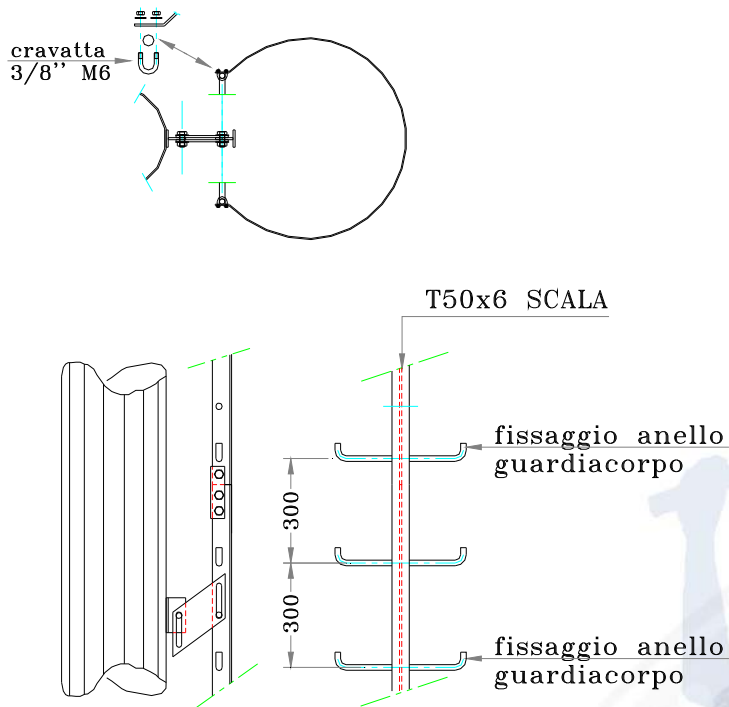 cravatta
3/8’’ M6
T50x6 SCALA
fissaggio anello
guardiacorpo
300
300
fissaggio anello
guardiacorpo